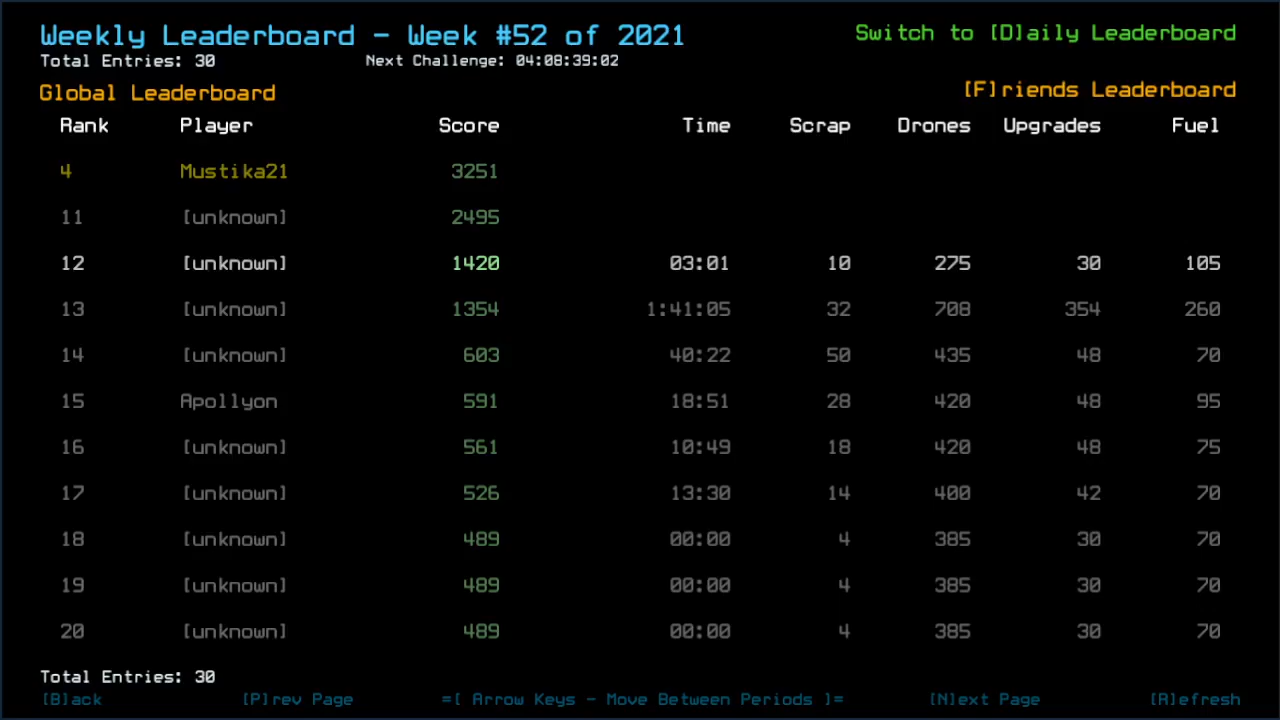 Weekly Leaderboard - Week #52 of 2021
Switch to [D]aily Leaderboard
Total Entries: 30 Next Challenge: 04:08:39:02
Global Leaderboard [F]riends Leaderboard
Rank Player Score Time Scrap Drones Upgrades Fuel
4 Mustika21 3251
11 [unknown] 2495
12 [unknown] 1420 03:01 10 275 30 105
13 [unknown] 1354 1:41:05 32 708 354 260
14 [unknown] 603 40:22 50 435 48 70
15 Apollyon 591 18:51 28 420 48 95
16 [unknown] 561 10:49 18 420 48 75
17 [unknown] 526 13:30 14 400 42 70
18 [unknown] 489 00:00 4 385 30 70
19 [unknown] 489 00:00 4 385 30 70
20 [unknown] 489 00:00 4 385 30 70
Total Entries: 30
[B]ack [P]rev Page =[ Arrow Keys - Move Between Periods ]= [N]ext Page [R]efresh